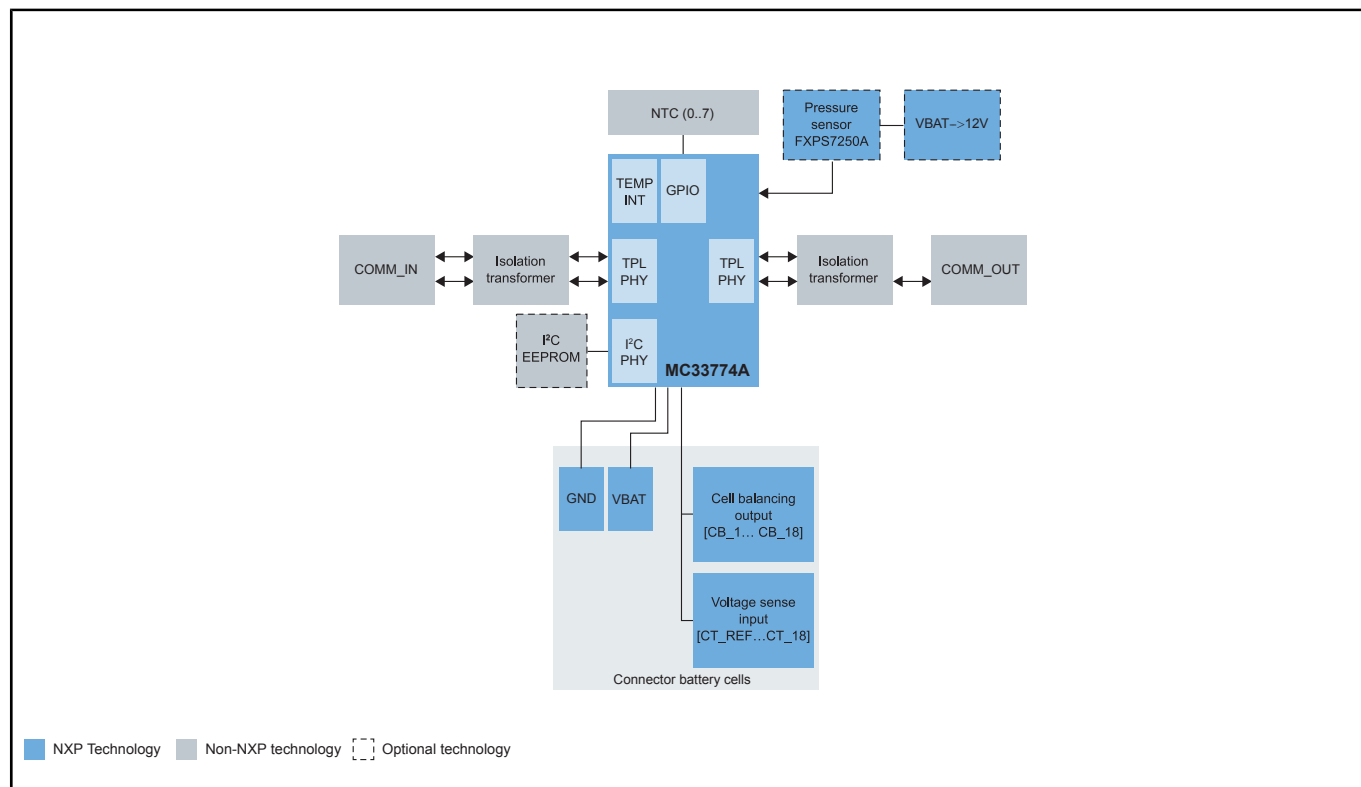 NTC (0..7)
Pressure
sensor
FXPS7250A
VBAT->12V
TEMP
INT
GPIO
COMM_IN
Isolation
transformer
TPL
PHY
TPL
PHY
Isolation
transformer
COMM_OUT
I²C
EEPROM
I²C
PHY
MC33774A
GND
VBAT
Cell balancing
output
[CB_1... CB_18]
Voltage sense
input
[CT_REF...CT_18]
Connector battery cells
NXP Technology
Non-NXP technology
Optional technology